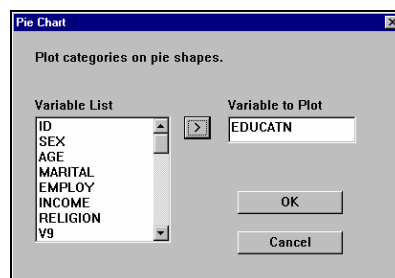 Pie Chart
Plot categories on pie shapes.
Variable List
Variable to Plot
ID
SEX
AGE
MARITAL
EMPLOY
INCOME
RELIGION
V9
>
EDUCATN
OK
Cancel